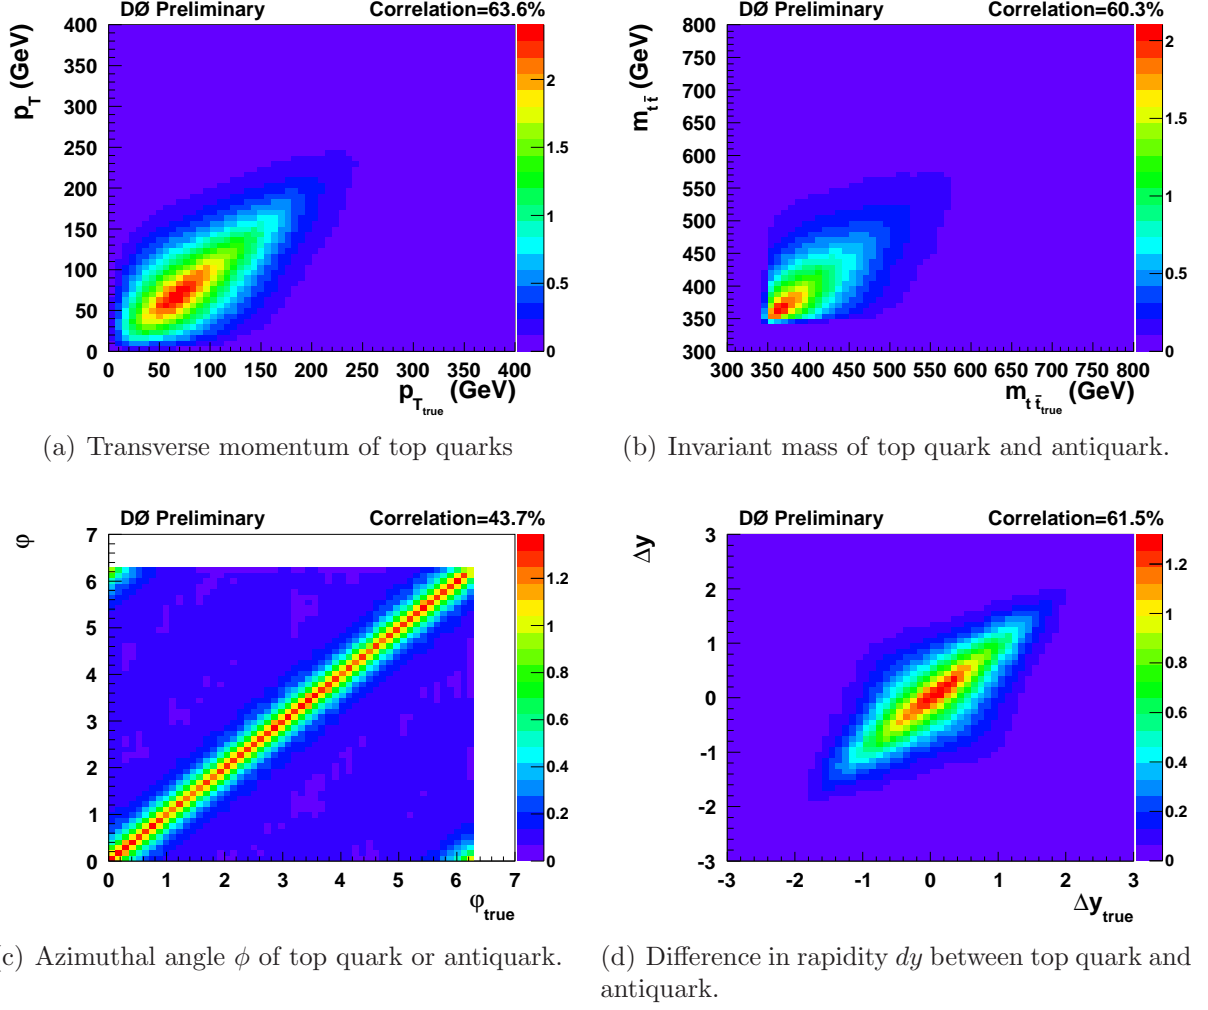 DØ Preliminary Correlation=63.6%
p_T (GeV)
400
350
300
250
200
150
100
50
0
0 50 100 150 200 250 300 350 400
p_T_true (GeV)
2
1.5
1
0.5
0
(a) Transverse momentum of top quarks
DØ Preliminary Correlation=60.3%
m_t t̄ (GeV)
800
750
700
650
600
550
500
450
400
350
300
300 350 400 450 500 550 600 650 700 750 800
m_t t̄_true (GeV)
2
1.5
1
0.5
0
(b) Invariant mass of top quark and antiquark.
DØ Preliminary Correlation=43.7%
φ
7
6
5
4
3
2
1
0
0 1 2 3 4 5 6 7
φ_true
1.2
1
0.8
0.6
0.4
0.2
0
c) Azimuthal angle ϕ of top quark or antiquark.
DØ Preliminary Correlation=61.5%
Δy
3
2
1
0
-1
-2
-3
-3 -2 -1 0 1 2 3
Δy_true
1.2
1
0.8
0.6
0.4
0.2
0
(d) Difference in rapidity dy between top quark and
antiquark.